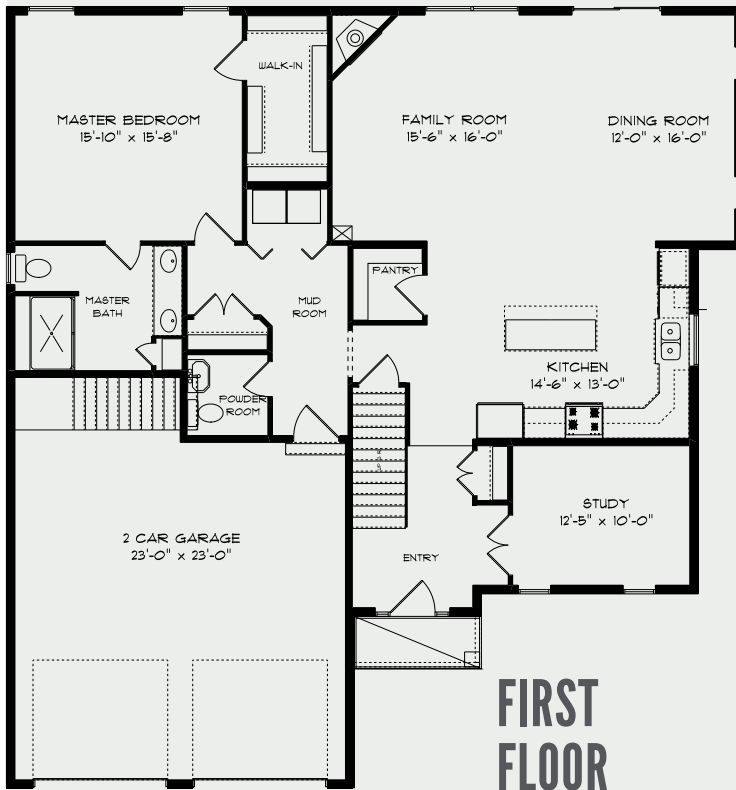 WALK-IN
MASTER BEDROOM
15'-10" x 15'-8"
FAMILY ROOM
15'-6" x 16'-0"
DINING ROOM
12'-0" x 16'-0"
PANTRY
MASTER
BATH
MUD
ROOM
KITCHEN
14'-6" x 13'-0"
POWDER
ROOM
STUDY
12'-5" x 10'-0"
2 CAR GARAGE
23'-0" x 23'-0"
ENTRY
FIRST
FLOOR